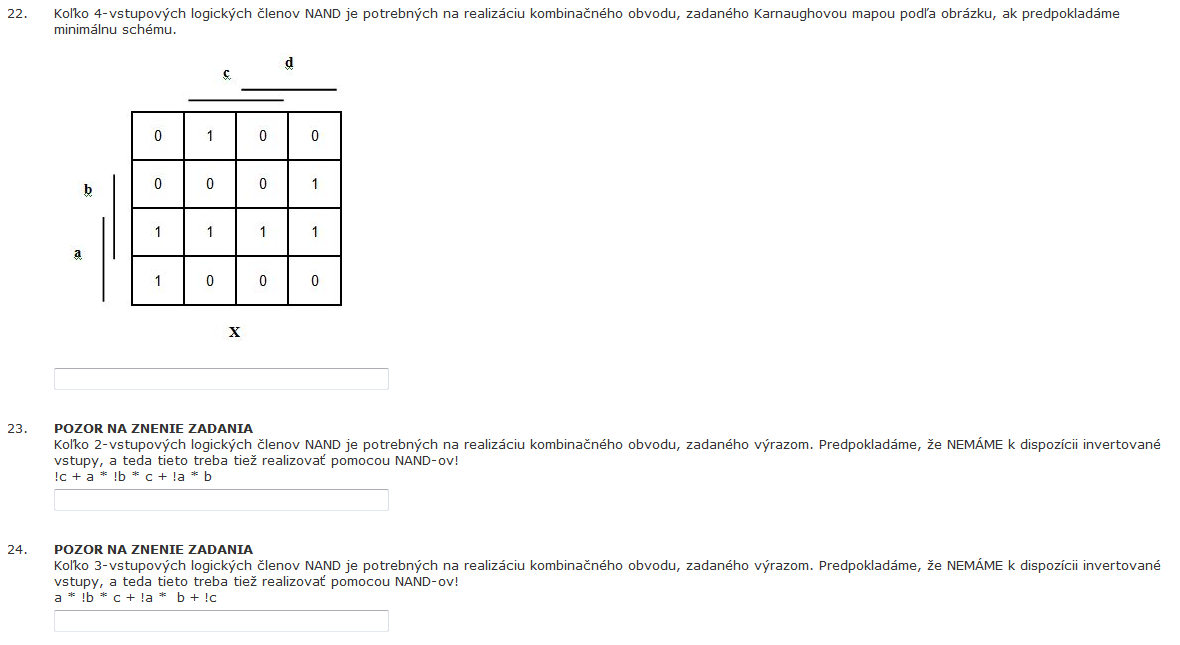 22. Koľko 4-vstupových logických členov NAND je potrebných na realizáciu kombinačného obvodu, zadaného Karnaughovou mapou podľa obrázku, ak predpokladáme
minimálnu schému.
d
c
0 1 0 0
b 0 0 0 1
1 1 1 1
a
1 0 0 0
X
23. POZOR NA ZNENIE ZADANIA
Koľko 2-vstupových logických členov NAND je potrebných na realizáciu kombinačného obvodu, zadaného výrazom. Predpokladáme, že NEMÁME k dispozícii invertované
vstupy, a teda tieto treba tiež realizovať pomocou NAND-ov!
!c + a * !b * c + !a * b
24. POZOR NA ZNENIE ZADANIA
Koľko 3-vstupových logických členov NAND je potrebných na realizáciu kombinačného obvodu, zadaného výrazom. Predpokladáme, že NEMÁME k dispozícii invertované
vstupy, a teda tieto treba tiež realizovať pomocou NAND-ov!
a * !b * c + !a * b + !c